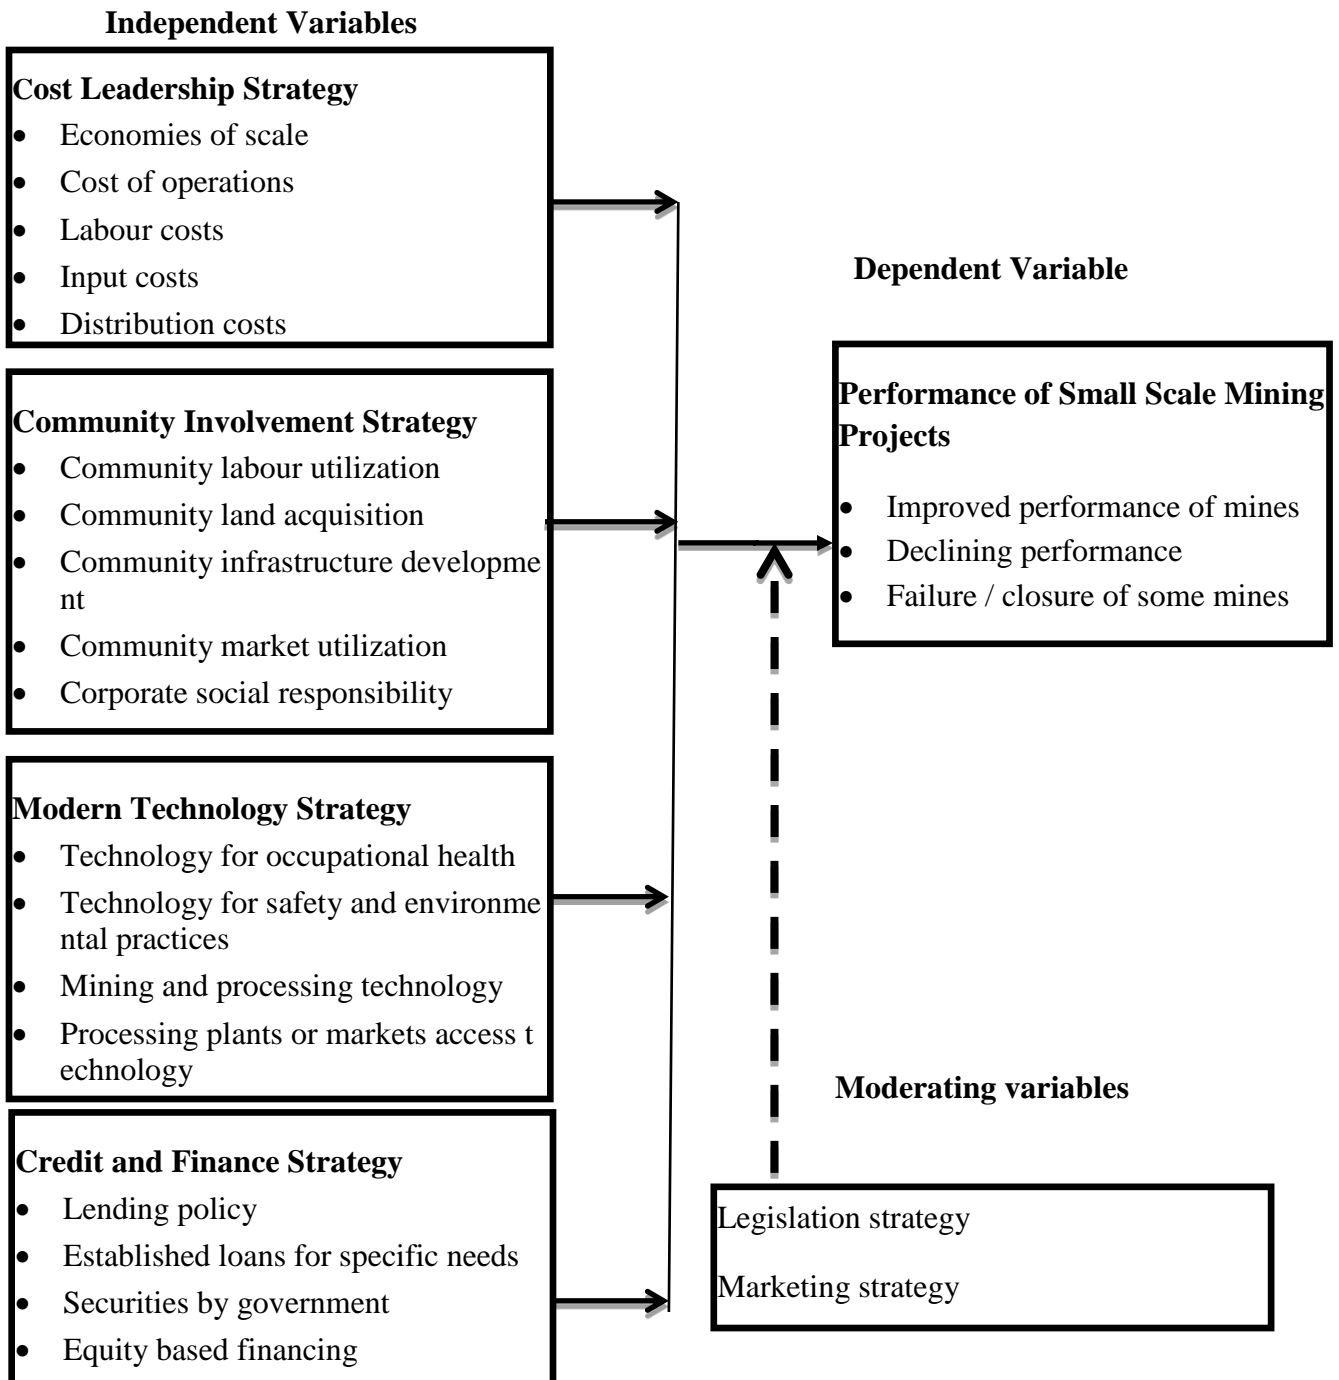 Independent Variables
Cost Leadership Strategy
• Economies of scale
• Cost of operations
• Labour costs
• Input costs
• Distribution costs
Community Involvement Strategy
• Community labour utilization
• Community land acquisition
• Community infrastructure developme
nt
• Community market utilization
• Corporate social responsibility
Modern Technology Strategy
• Technology for occupational health
• Technology for safety and environme
ntal practices
• Mining and processing technology
• Processing plants or markets access t
echnology
Credit and Finance Strategy
• Lending policy
• Established loans for specific needs
• Securities by government
• Equity based financing
Dependent Variable
Performance of Small Scale Mining
Projects
• Improved performance of mines
• Declining performance
• Failure / closure of some mines
Moderating variables
Legislation strategy
Marketing strategy